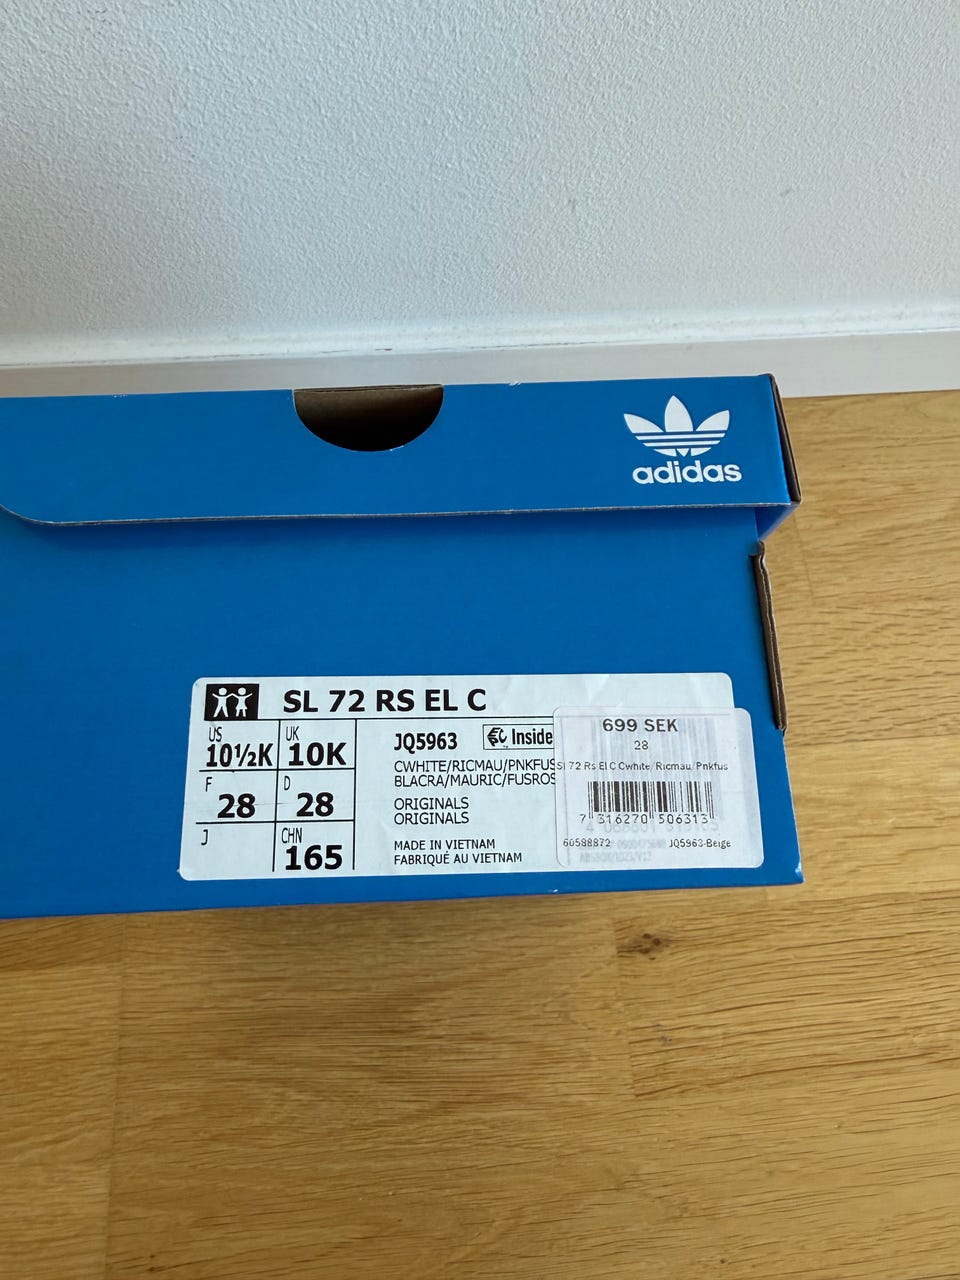 adidas
SL 72 RS EL C
US
10½K
UK
10K
F
28
D
28
J
CHN
165
JQ5963
Inside
CWHITE/RICMAU/PNKFUS
BLACRA/MAURIC/FUSROS
ORIGINALS
ORIGINALS
MADE IN VIETNAM
FABRIQUÉ AU VIETNAM
699 SEK
28
Sl 72 Rs El C Cwhite/Ricmau/Pnkfus
7 316270 506313
60588872
JQ5963-Beige